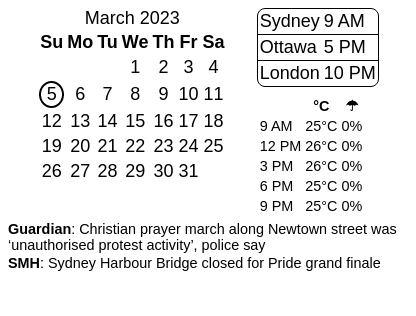 March 2023
Su Mo Tu We Th Fr Sa
1 2 3 4
5 6 7 8 9 10 11
12 13 14 15 16 17 18
19 20 21 22 23 24 25
26 27 28 29 30 31
Sydney 9 AM
Ottawa 5 PM
London 10 PM
°C ☂
9 AM 25°C 0%
12 PM 26°C 0%
3 PM 26°C 0%
6 PM 25°C 0%
9 PM 25°C 0%
Guardian: Christian prayer march along Newtown street was
‘unauthorised protest activity’, police say
SMH: Sydney Harbour Bridge closed for Pride grand finale